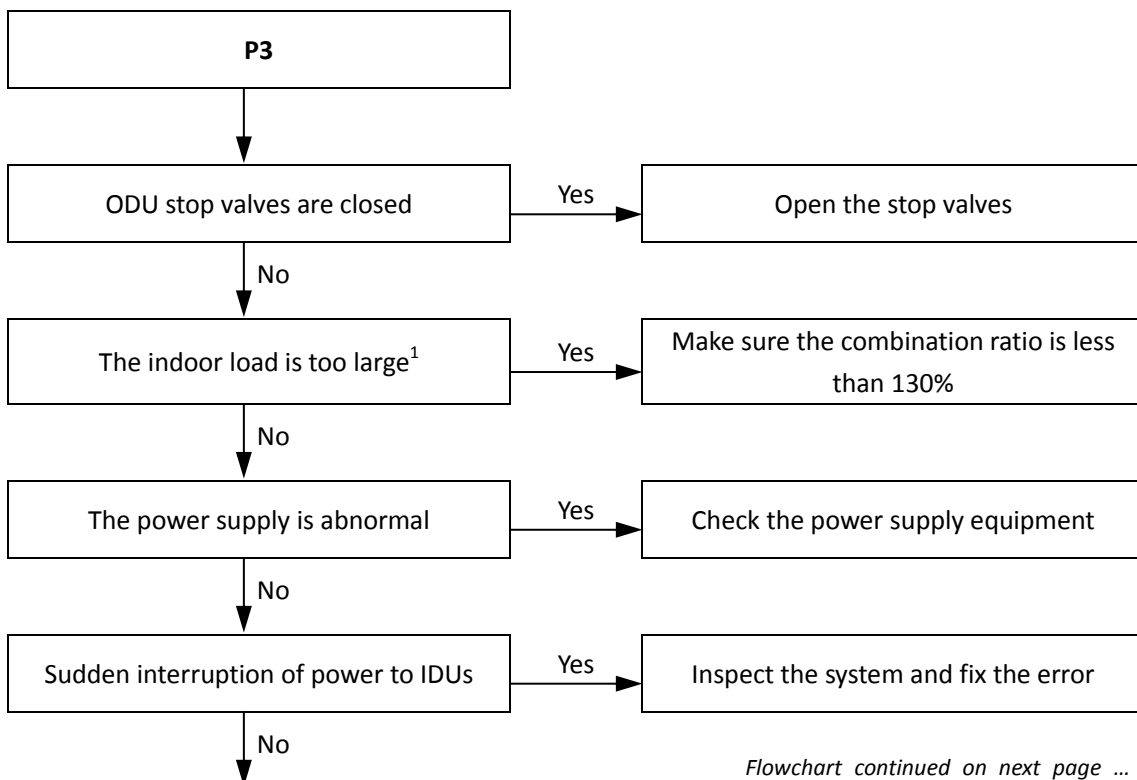 P3
ODU stop valves are closed
Yes
Open the stop valves
No
The indoor load is too large¹
Yes
Make sure the combination ratio is less
than 130%
No
The power supply is abnormal
Yes
Check the power supply equipment
No
Sudden interruption of power to IDUs
Yes
Inspect the system and fix the error
No
Flowchart continued on next page ...